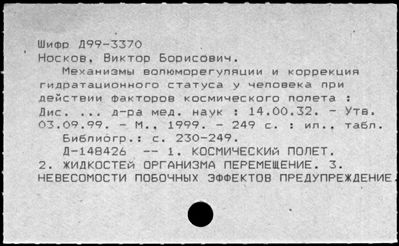 Шифр Д99-3370
Носков, Виктор Борисович.
Механизмы волюморегуляции и коррекция
гидратационного статуса у человека при
действии факторов космического полета :
Дис. ... д-ра мед. наук : 14.00.32. - Утв.
03.09.99. - М., 1999. - 249 с. : ил., табл.
Библиогр.: с. 230-249.
Д-148426 -- 1. КОСМИЧЕСКИЙ ПОЛЕТ.
2. ЖИДКОСТЕЙ ОРГАНИЗМА ПЕРЕМЕЩЕНИЕ. 3.
НЕВЕСОМОСТИ ПОБОЧНЫХ ЭФФЕКТОВ ПРЕДУПРЕЖДЕНИЕ.